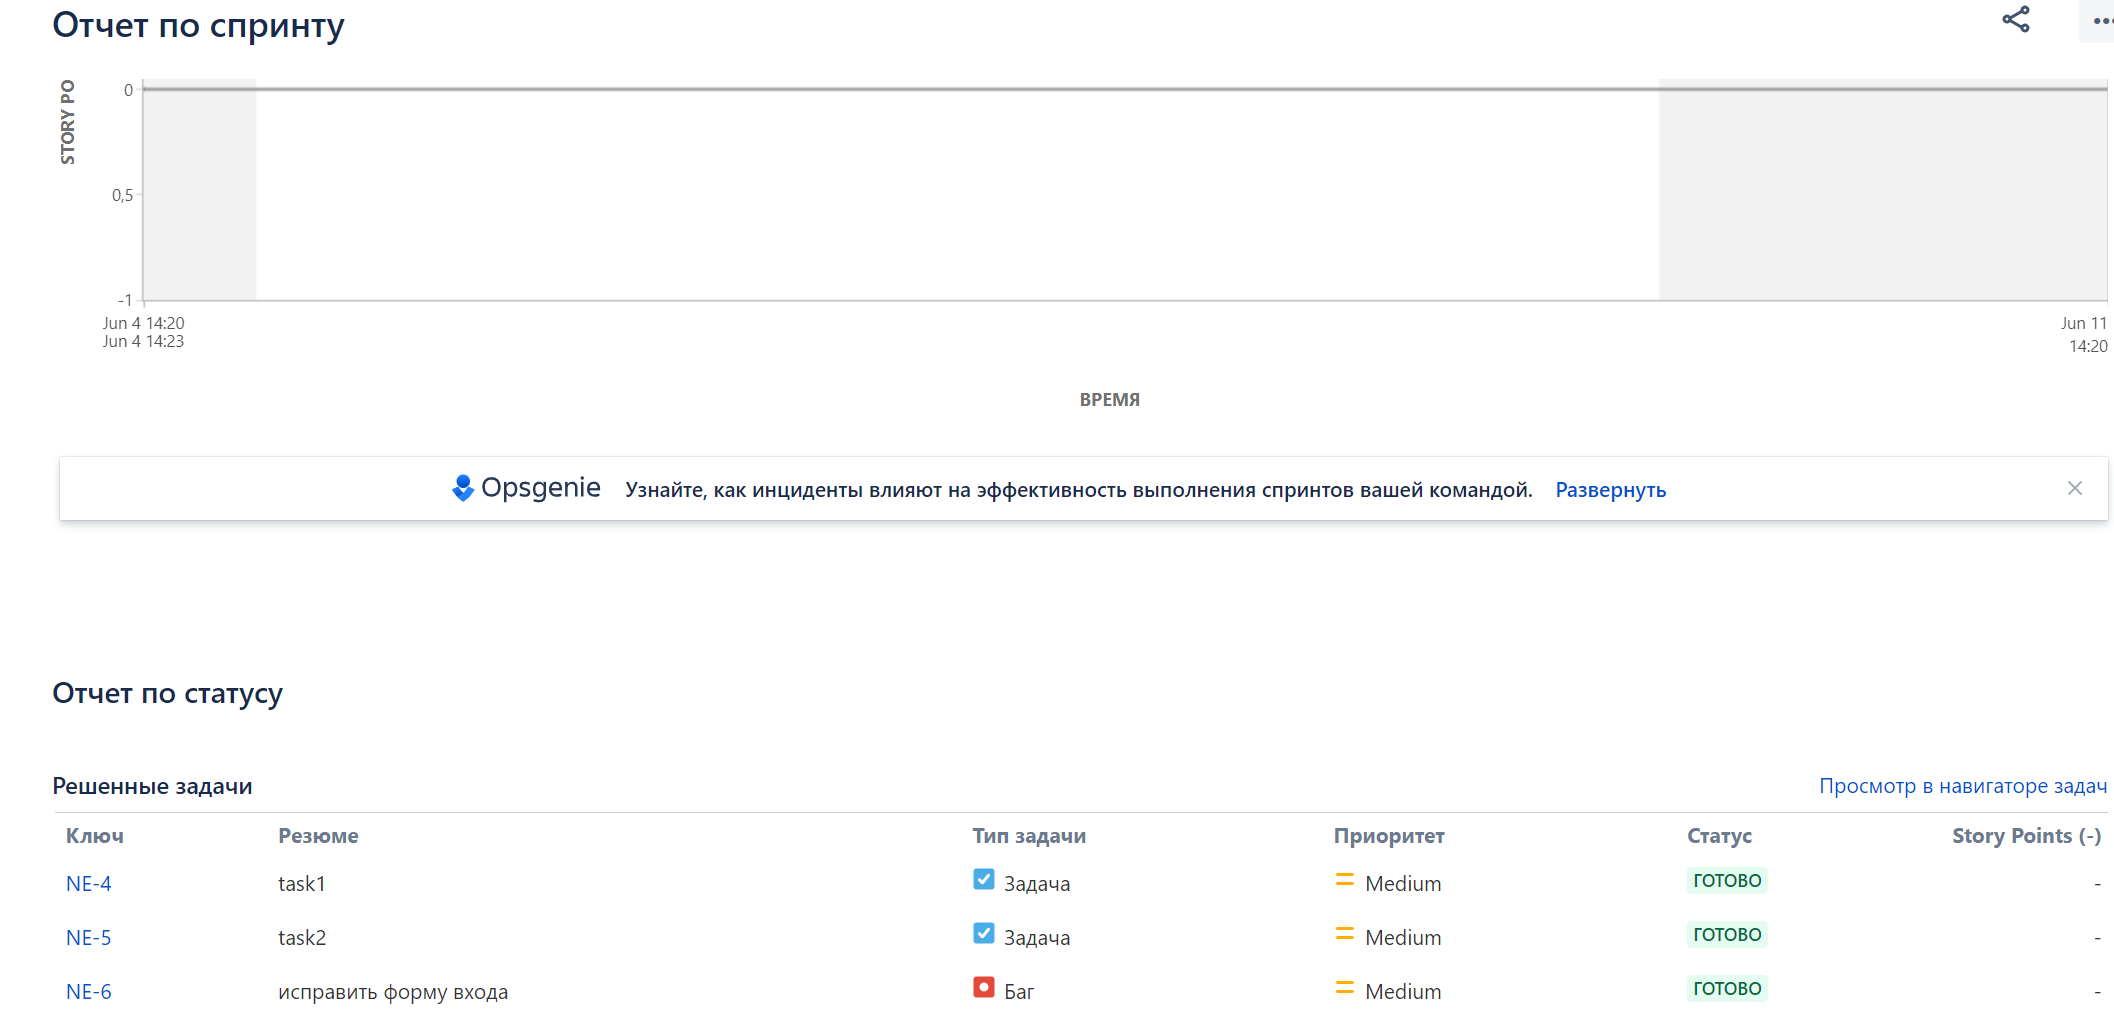 Отчет по спринту
STORY PO
0
0,5
-1
Jun 4 14:20
Jun 4 14:23
Jun 11
14:20
ВРЕМЯ
Opsgenie Узнайте, как инциденты влияют на эффективность выполнения спринтов вашей командой. Развернуть
Отчет по статусу
Решенные задачи Просмотр в навигаторе задач
Ключ Резюме Тип задачи Приоритет Статус Story Points (-)
NE-4 task1 Задача Medium ГОТОВО -
NE-5 task2 Задача Medium ГОТОВО -
NE-6 исправить форму входа Баг Medium ГОТОВО -